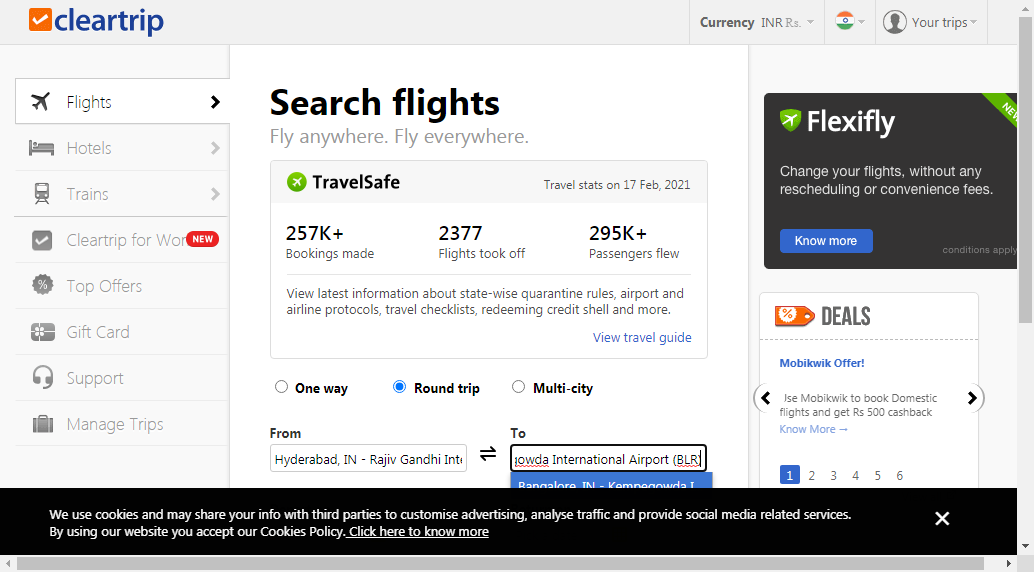 cleartrip
Currency INR Rs.
Your trips
Flights
Hotels
Trains
Cleartrip for Wor NEW
Top Offers
Gift Card
Support
Manage Trips
Search flights
Fly anywhere. Fly everywhere.
TravelSafe
Travel stats on 17 Feb, 2021
257K+ 2377 295K+
Bookings made Flights took off Passengers flew
View latest information about state-wise quarantine rules, airport and
airline protocols, travel checklists, redeeming credit shell and more.
View travel guide
One way Round trip Multi-city
From To
Hyderabad, IN - Rajiv Gandhi Inte
gowda International Airport (BLR)
Bangalore, IN - Kempegowda I
NEW
Flexifly
Change your flights, without any
rescheduling or convenience fees.
Know more
conditions apply
% DEALS
Mobikwik Offer!
Use Mobikwik to book Domestic
flights and get Rs 500 cashback
Know More →
1 2 3 4 5 6
We use cookies and may share your info with third parties to customise advertising, analyse traffic and provide social media related services.
By using our website you accept our Cookies Policy. Click here to know more